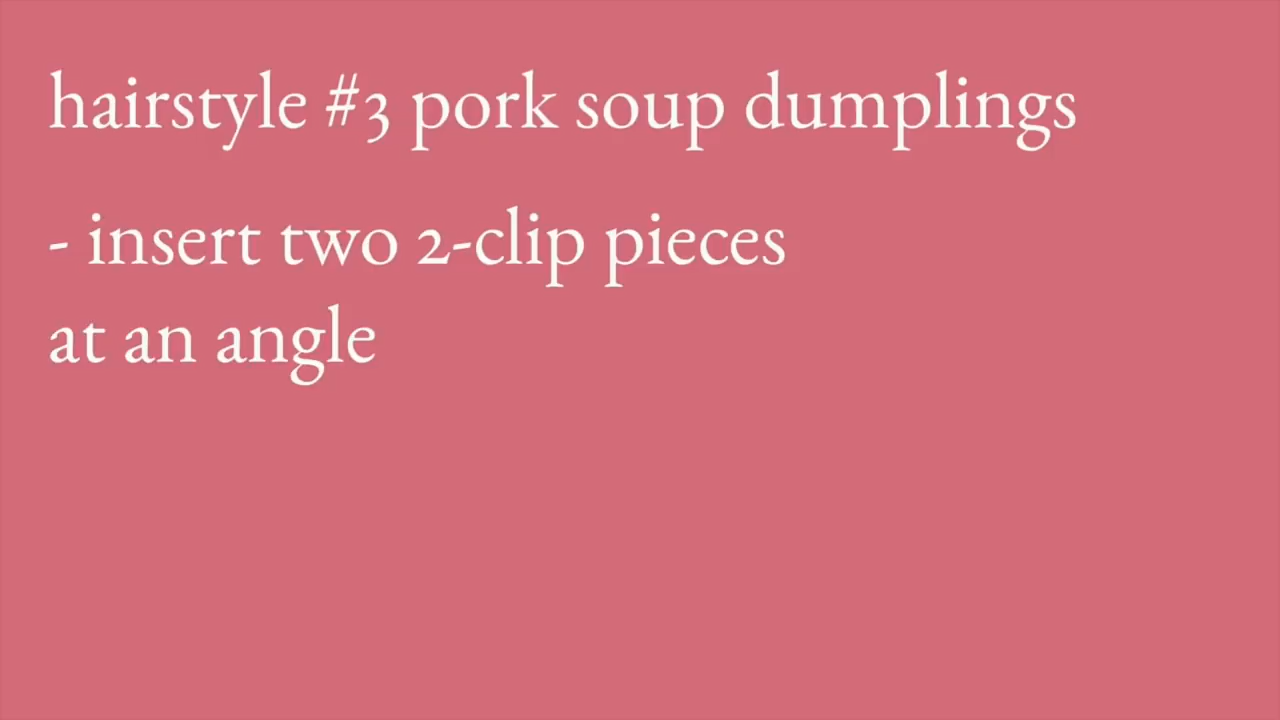 hairstyle #3 pork soup dumplings
- insert two 2-clip pieces
at an angle